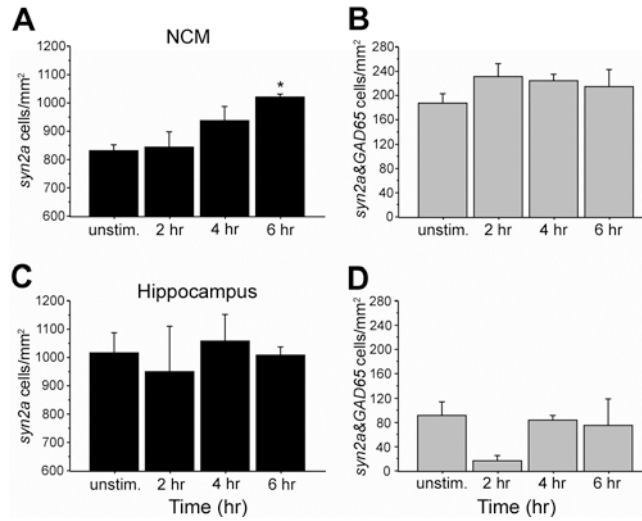 A
NCM
syn2a cells/mm²
1200
1100
1000
900
800
700
600
*
unstim.
2 hr
4 hr
6 hr
B
syn2a&GAD65 cells/mm²
280
240
200
160
120
80
40
0
unstim.
2 hr
4 hr
6 hr
C
Hippocampus
syn2a cells/mm²
1200
1100
1000
900
800
700
600
unstim.
2 hr
4 hr
6 hr
Time (hr)
D
syn2a&GAD65 cells/mm²
280
240
200
160
120
80
40
0
unstim.
2 hr
4 hr
6 hr
Time (hr)